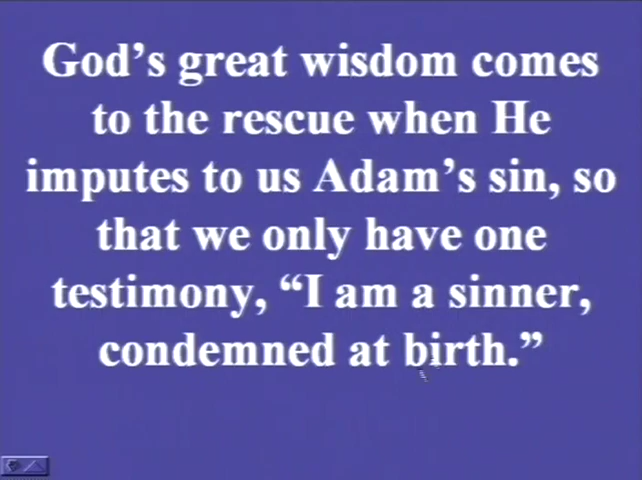 God’s great wisdom comes
to the rescue when He
imputes to us Adam’s sin, so
that we only have one
testimony, “I am a sinner,
condemned at birth.”